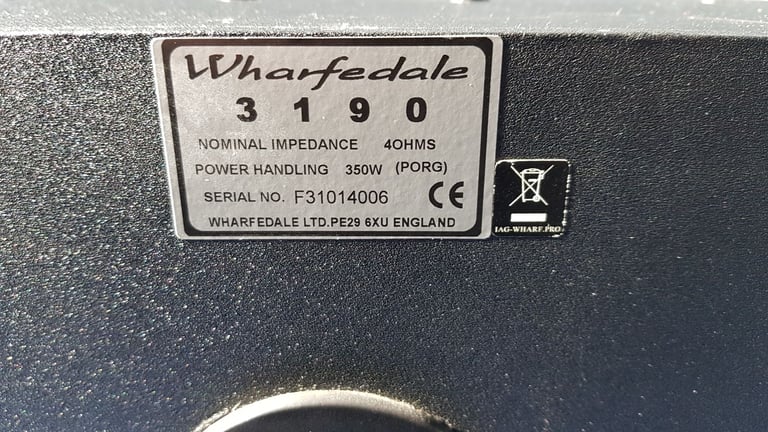 Wharfedale
3190
NOMINAL IMPEDANCE 4OHMS
POWER HANDLING 350W (PORG)
SERIAL NO. F31014006 CE
WHARFEDALE LTD.PE29 6XU ENGLAND
IAG-WHARF.PRO